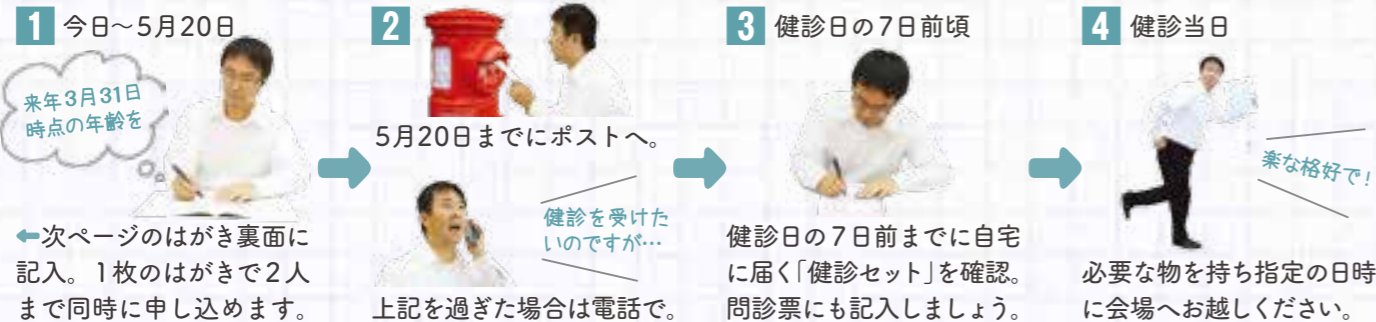 1 今日〜5月20日
来年3月31日
時点の年齢を
←次ページのはがき裏面に
記入。1枚のはがきで2人
まで同時に申し込めます。
2
5月20日までにポストへ。
健診を受けた
いのですが…
上記を過ぎた場合は電話で。
3 健診日の7日前頃
健診日の7日前までに自宅
に届く「健診セット」を確認。
問診票にも記入しましょう。
4 健診当日
楽な格好で!
必要な物を持ち指定の日時
に会場へお越しください。